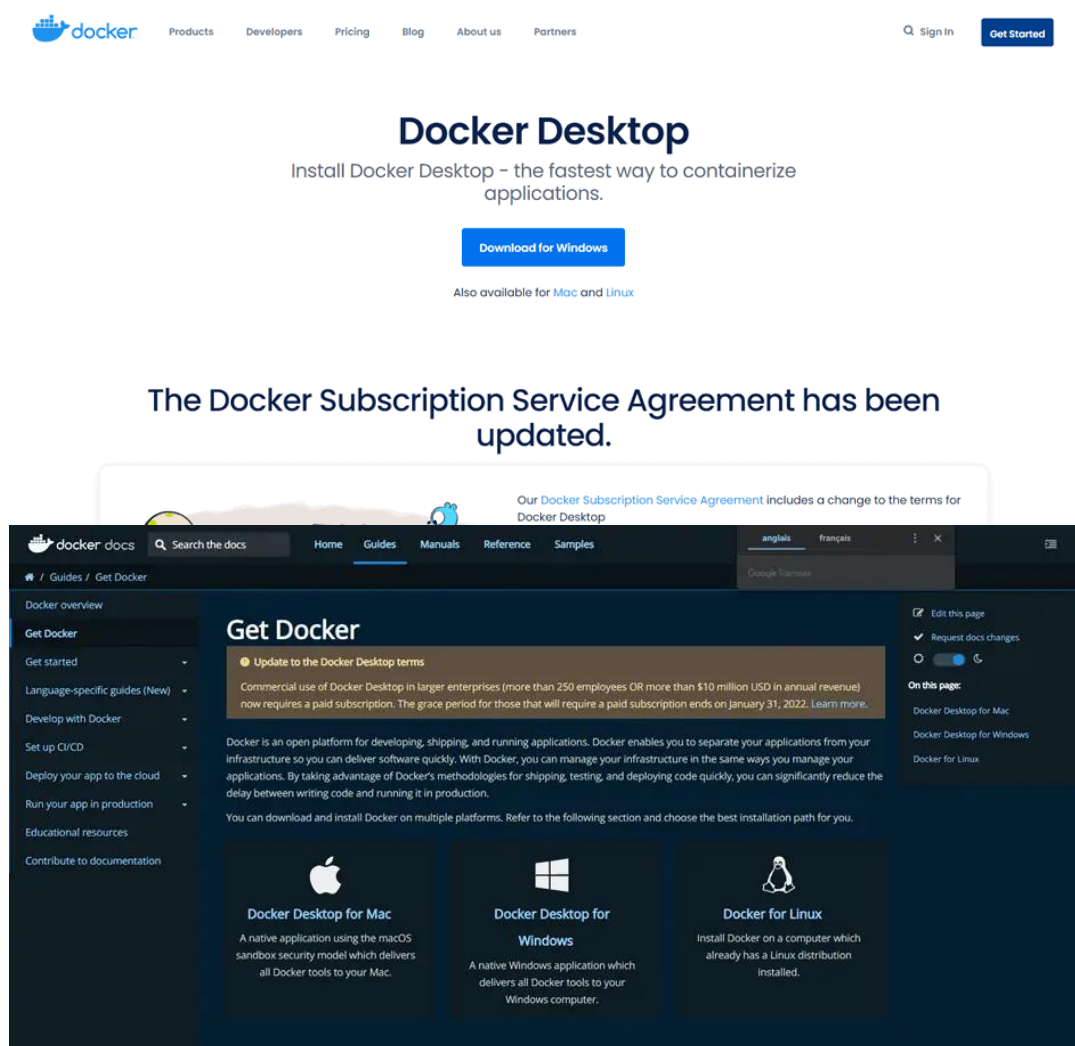 docker
Products Developers Pricing Blog About us Partners Sign In Get Started
Docker Desktop
Install Docker Desktop - the fastest way to containerize
applications.
Download for Windows
Also available for Mac and Linux
The Docker Subscription Service Agreement has been
updated.
Our Docker Subscription Service Agreement includes a change to the terms for
Docker Desktop
docker docs Search the docs Home Guides Manuals Reference Samples
anglais français
Google Translate
/ Guides / Get Docker
Docker overview
Get Docker
Get started
Language-specific guides (New)
Develop with Docker
Set up CI/CD
Deploy your app to the cloud
Run your app in production
Educational resources
Contribute to documentation
Get Docker
Update to the Docker Desktop terms
Commercial use of Docker Desktop in larger enterprises (more than 250 employees OR more than $10 million USD in annual revenue)
now requires a paid subscription. The grace period for those that will require a paid subscription ends on January 31, 2022. Learn more.
Docker is an open platform for developing, shipping, and running applications. Docker enables you to separate your applications from your
infrastructure so you can deliver software quickly. With Docker, you can manage your infrastructure in the same ways you manage your
applications. By taking advantage of Docker's methodologies for shipping, testing, and deploying code quickly, you can significantly reduce the
delay between writing code and running it in production.
You can download and install Docker on multiple platforms. Refer to the following section and choose the best installation path for you.
Docker Desktop for Mac
A native application using the macOS
sandbox security model which delivers
all Docker tools to your Mac.
Docker Desktop for
Windows
A native Windows application which
delivers all Docker tools to your
Windows computer.
Docker for Linux
Install Docker on a computer which
already has a Linux distribution
installed.
Edit this page
Request docs changes
On this page:
Docker Desktop for Mac
Docker Desktop for Windows
Docker for Linux